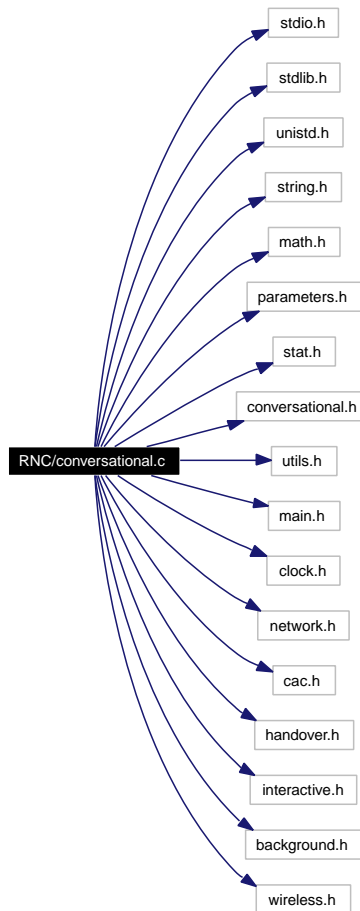 stdio.h
stdlib.h
unistd.h
string.h
math.h
parameters.h
stat.h
conversational.h
RNC/conversational.c
utils.h
main.h
clock.h
network.h
cac.h
handover.h
interactive.h
background.h
wireless.h